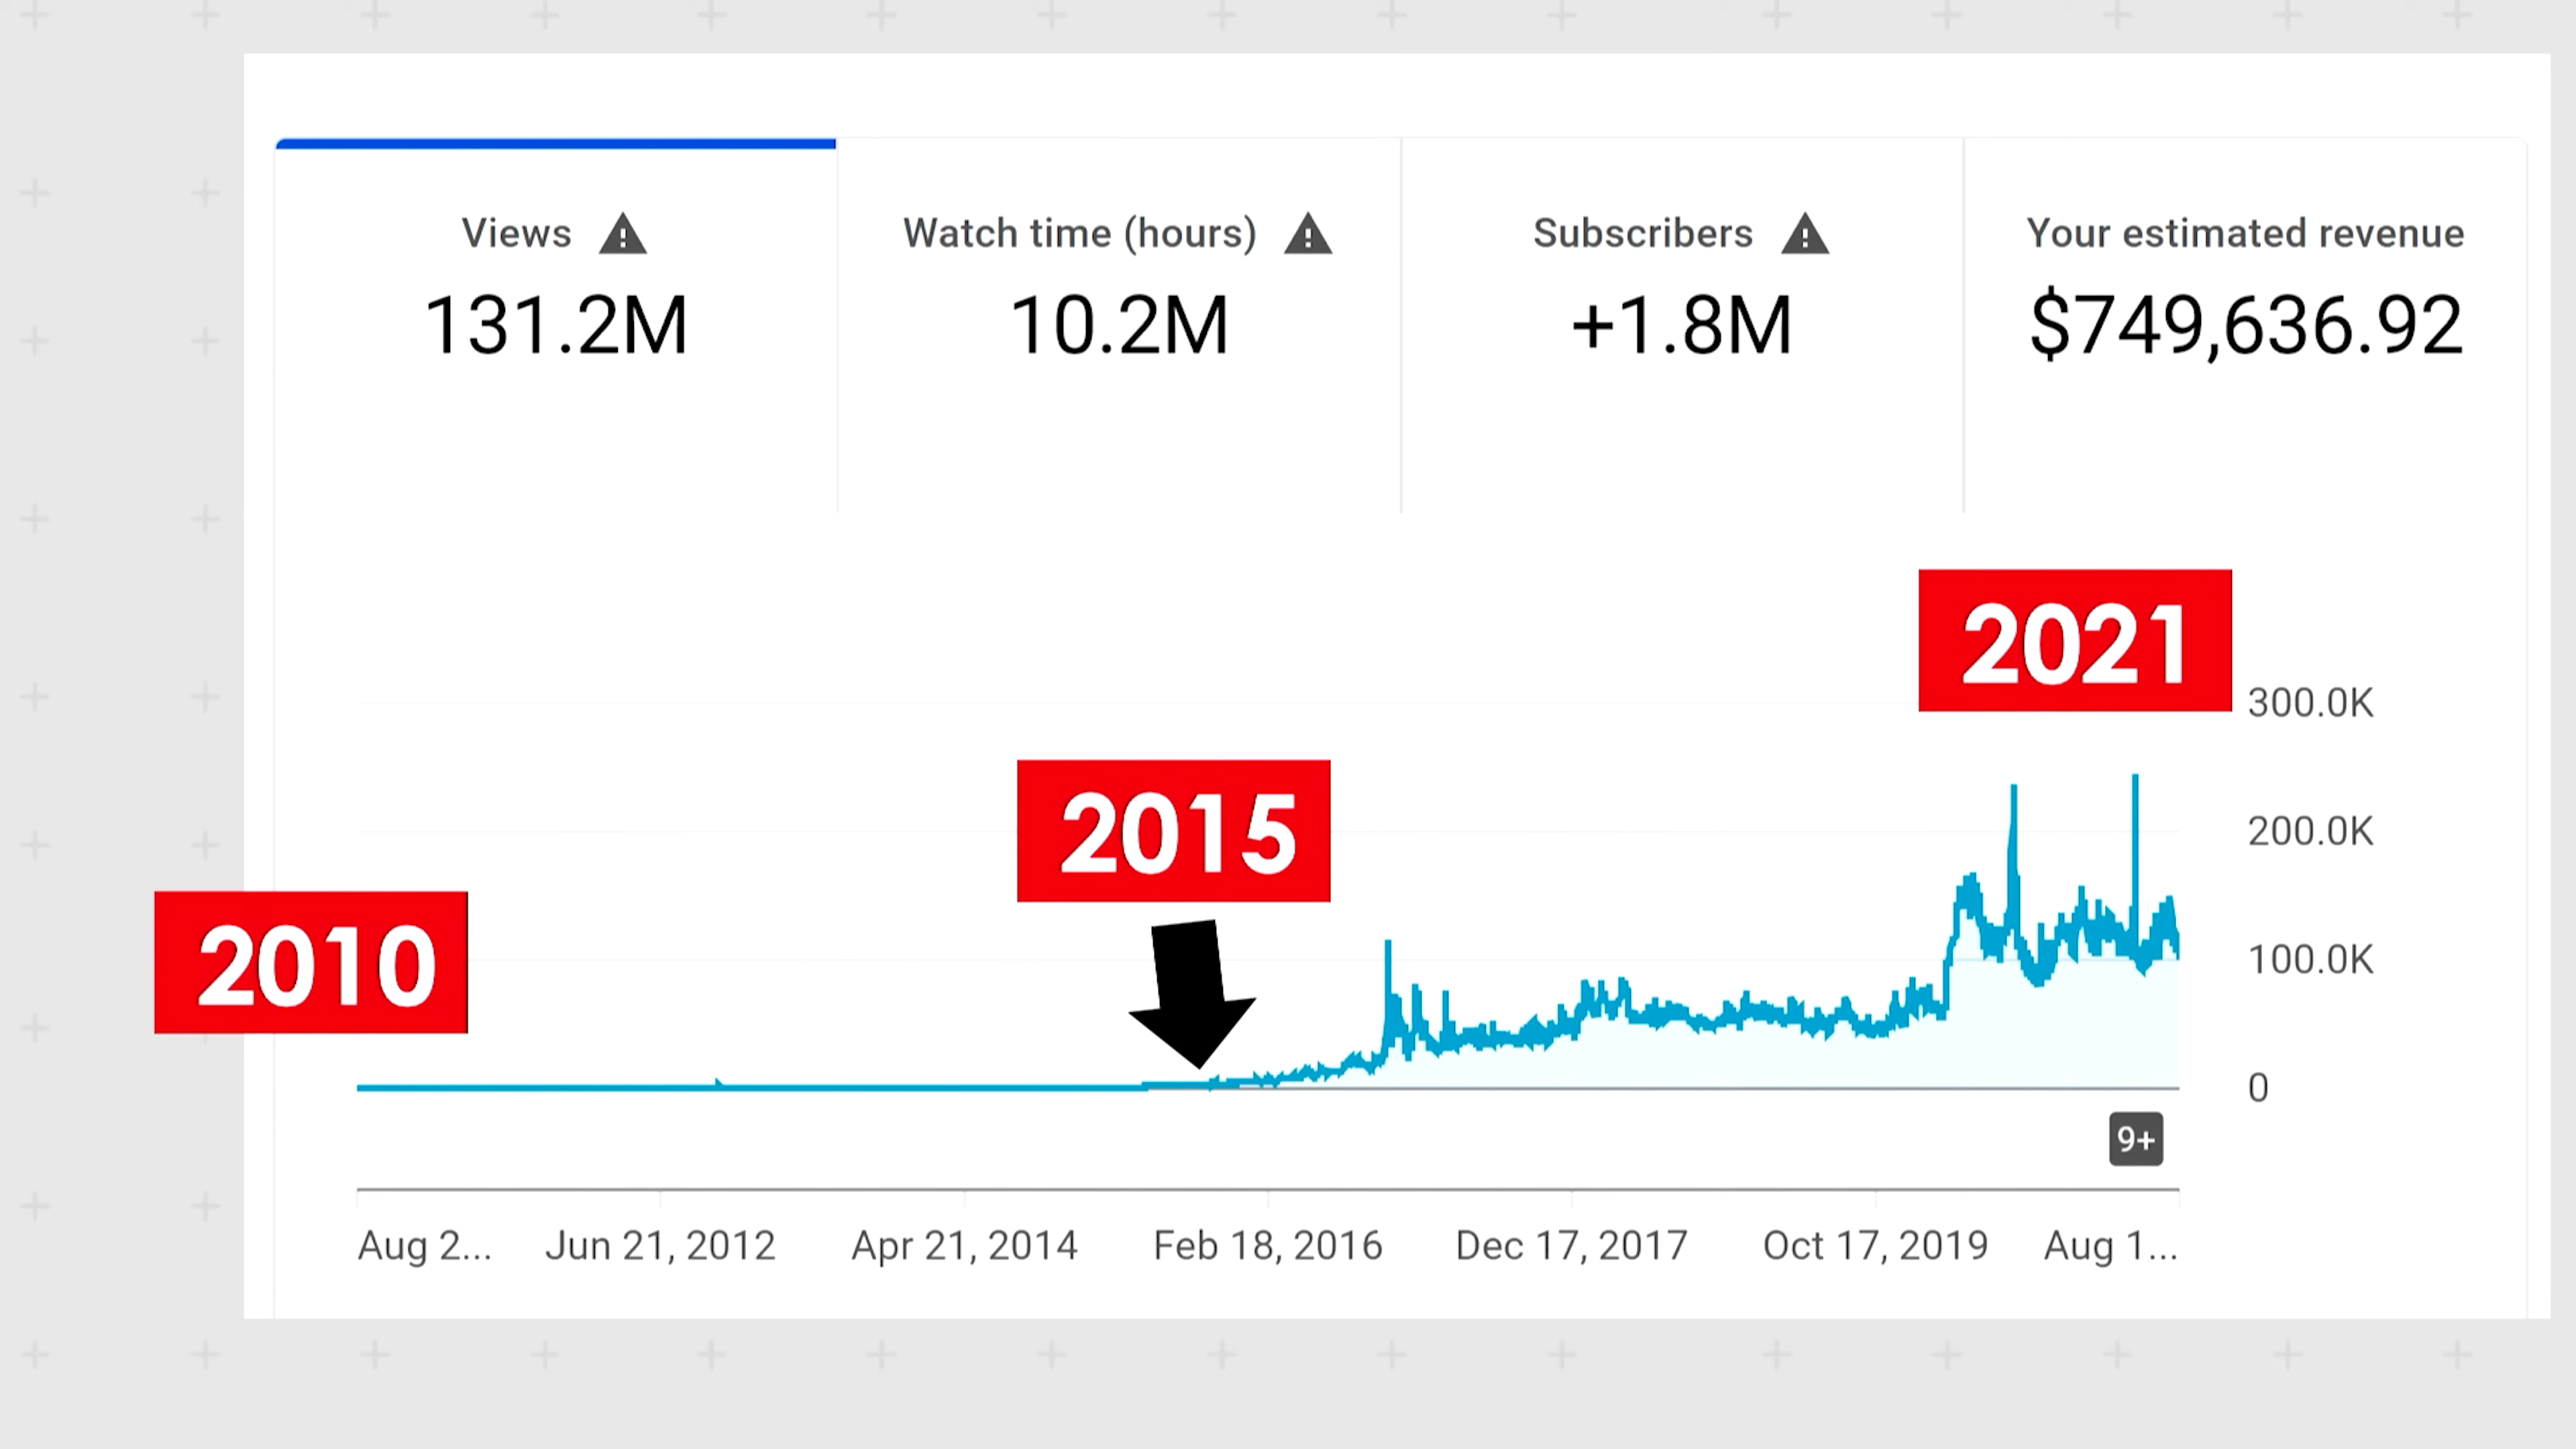 Views
131.2M
Watch time (hours)
10.2M
Subscribers
+1.8M
Your estimated revenue
$749,636.92
2021
300.0K
2015
200.0K
2010
100.0K
0
9+
Aug 2... Jun 21, 2012 Apr 21, 2014 Feb 18, 2016 Dec 17, 2017 Oct 17, 2019 Aug 1...